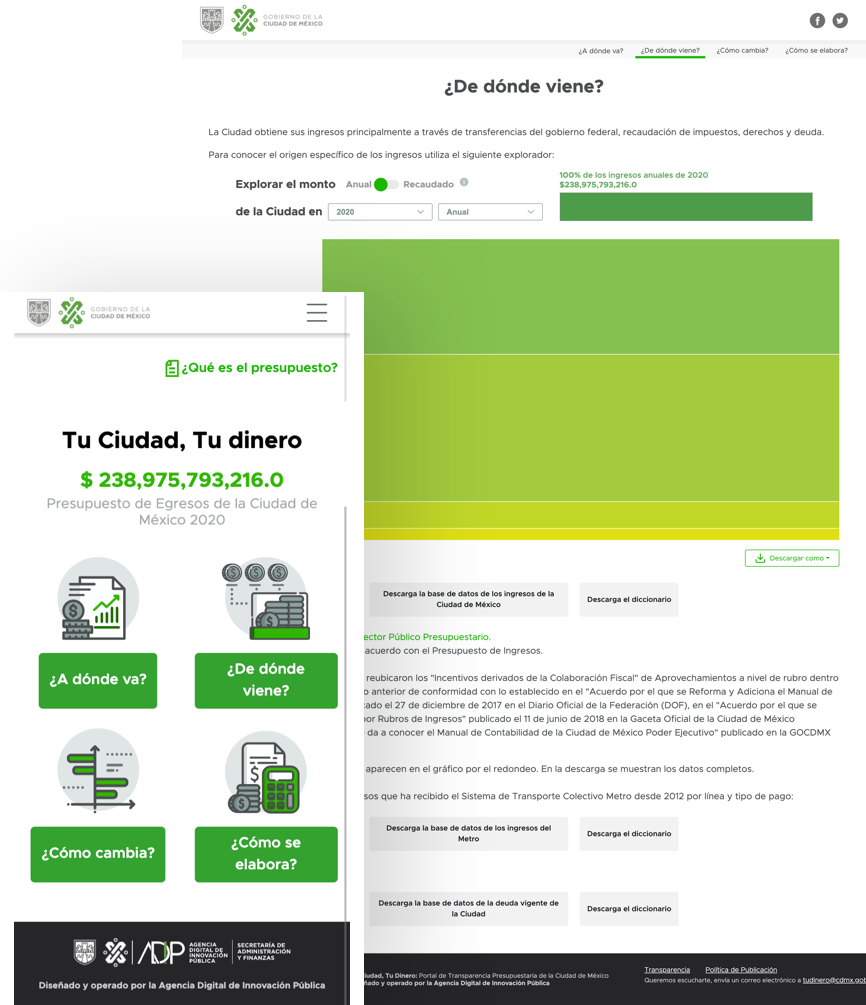 GOBIERNO DE LA
CIUDAD DE MÉXICO
¿A dónde va?
¿De dónde viene?
¿Cómo cambia?
¿Cómo se elabora?
¿De dónde viene?
La Ciudad obtiene sus ingresos principalmente a través de transferencias del gobierno federal, recaudación de impuestos, derechos y deuda.
Para conocer el origen específico de los ingresos utiliza el siguiente explorador:
Explorar el monto
Anual
Recaudado
de la Ciudad en
2020
Anual
100% de los ingresos anuales de 2020
$238,975,793,216.0
Descargar como
Descarga la base de datos de los ingresos de la
Ciudad de México
Descarga el diccionario
ector Público Presupuestario.
acuerdo con el Presupuesto de Ingresos.
reubicaron los "Incentivos derivados de la Colaboración Fiscal" de Aprovechamientos a nivel de rubro dentro
o anterior de conformidad con lo establecido en el "Acuerdo por el que se Reforma y Adiciona el Manual de
cado el 27 de diciembre de 2017 en el Diario Oficial de la Federación (DOF), en el "Acuerdo por el que se
por Rubros de Ingresos" publicado el 11 de junio de 2018 en la Gaceta Oficial de la Ciudad de México
da a conocer el Manual de Contabilidad de la Ciudad de México Poder Ejecutivo" publicado en la GOCDMX
aparecen en el gráfico por el redondeo. En la descarga se muestran los datos completos.
sos que ha recibido el Sistema de Transporte Colectivo Metro desde 2012 por línea y tipo de pago:
Descarga la base de datos de los ingresos del
Metro
Descarga el diccionario
Descarga la base de datos de la deuda vigente de
la Ciudad
Descarga el diccionario
iudad, Tu Dinero: Portal de Transparencia Presupuestaria de la Ciudad de México
ñado y operado por la Agencia Digital de Innovación Pública
Transparencia
Política de Publicación
Queremos escucharte, envía un correo electrónico a tudinero@cdmx.gob
GOBIERNO DE LA
CIUDAD DE MÉXICO
¿Qué es el presupuesto?
Tu Ciudad, Tu dinero
$ 238,975,793,216.0
Presupuesto de Egresos de la Ciudad de
México 2020
¿A dónde va?
¿De dónde
viene?
¿Cómo cambia?
¿Cómo se
elabora?
ADIP
AGENCIA
DIGITAL DE
INNOVACIÓN
PÚBLICA
SECRETARÍA DE
ADMINISTRACIÓN
Y FINANZAS
Diseñado y operado por la Agencia Digital de Innovación Pública